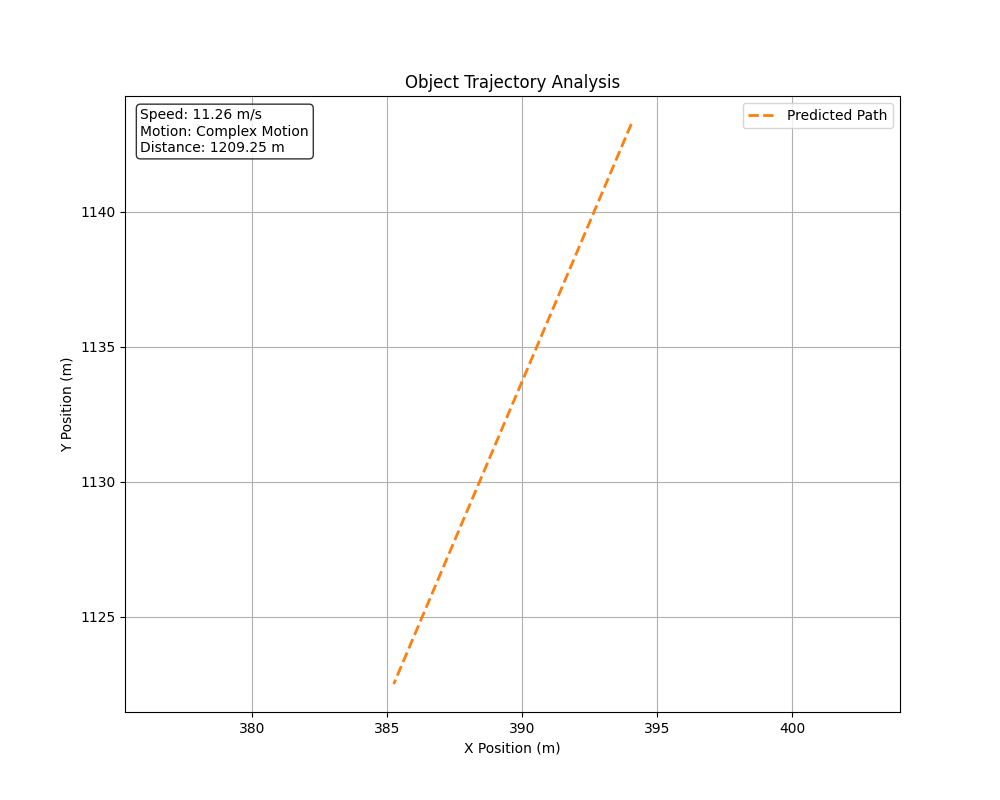 Object Trajectory Analysis
Speed: 11.26 m/s
Motion: Complex Motion
Distance: 1209.25 m
Predicted Path
1140
1135
1130
1125
Y Position (m)
380 385 390 395 400
X Position (m)